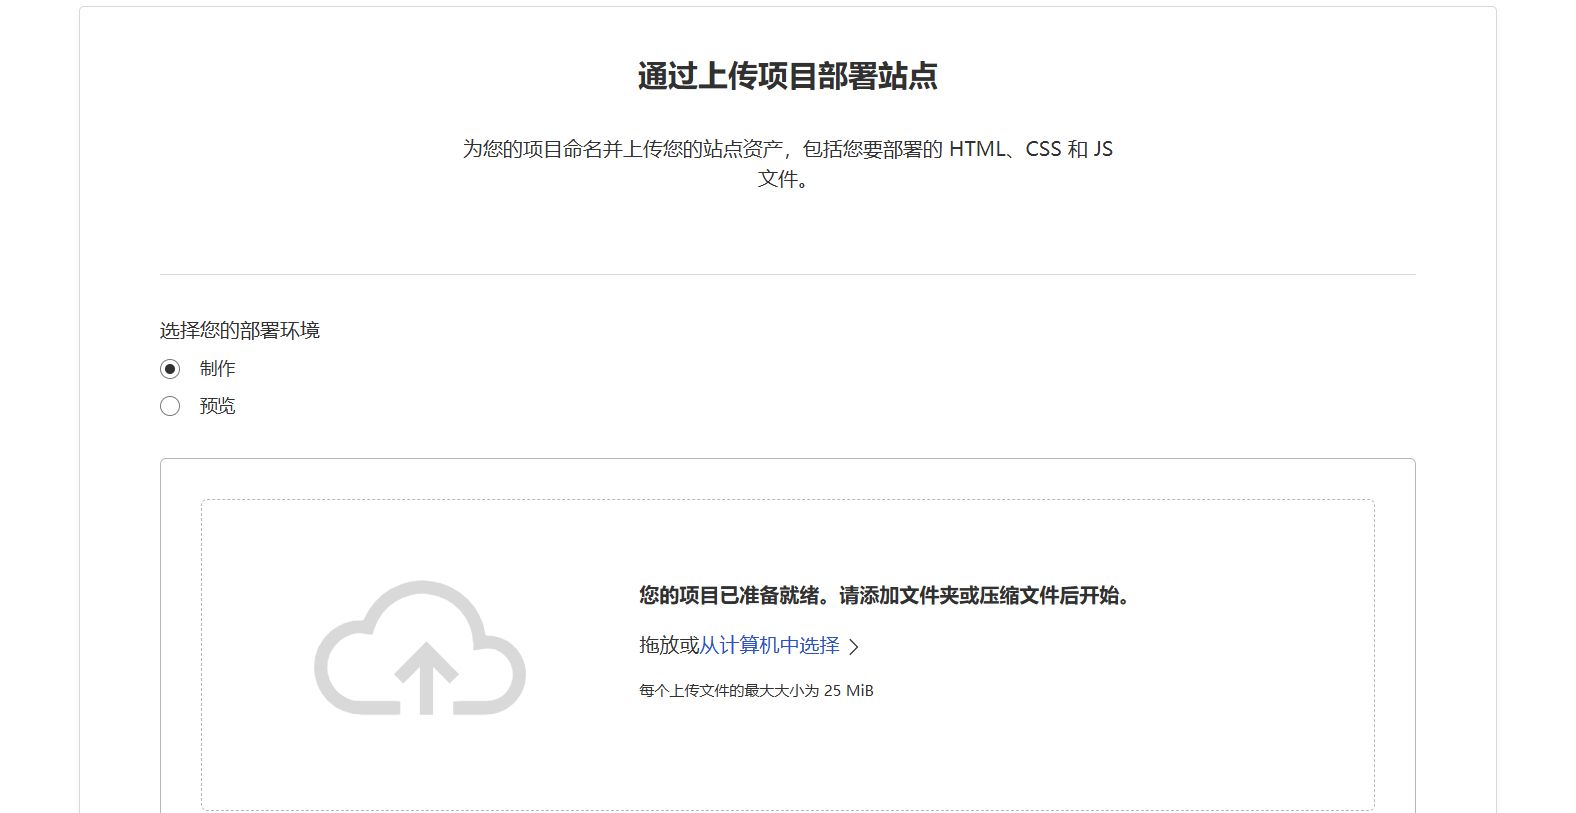 通过上传项目部署站点
为您的项目命名并上传您的站点资产，包括您要部署的 HTML、CSS 和 JS
文件。
选择您的部署环境
制作
预览
您的项目已准备就绪。请添加文件夹或压缩文件后开始。
拖放或从计算机中选择
每个上传文件的最大大小为 25 MiB